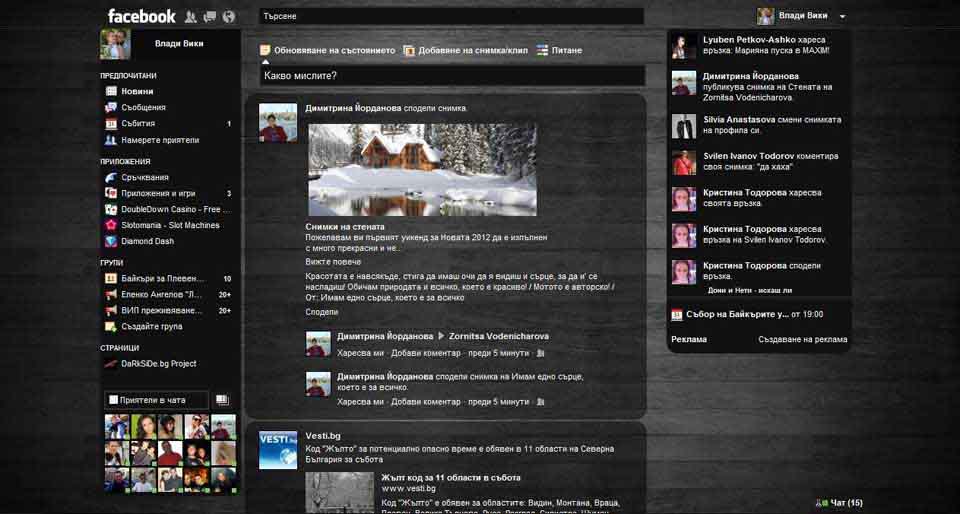 facebook
Търсене
Влади Вики
Влади Вики
ПРЕДПОЧИТАНИ
Новини
Съобщения
Събития 1
Намерете приятели
ПРИЛОЖЕНИЯ
Сръчквания
Приложения и игри 3
DoubleDown Casino - Free ...
Slotomania - Slot Machines
Diamond Dash
ГРУПИ
Байкъри за Плевен... 10
Еленко Ангелов "Л... 20+
ВИП преживяване... 20+
Създайте група
СТРАНИЦИ
DaRkSiDe.bg Project
Приятели в чата
Обновяване на състоянието
Добавяне на снимка/клип
Питане
Какво мислите?
Димитрина Йорданова сподели снимка.
Снимки на стената
Пожелавам ви първият уикенд за Новата 2012 да е изпълнен
с много прекрасни и не..
Вижте повече
Красотата е навсякъде, стига да имаш очи да я видиш и сърце, за да и' се
насладиш! Обичам природата и всичко, което е красиво! / Мотото е авторско! /
От: Имам едно сърце, което е за всичко
Сподели
Димитрина Йорданова Zornitsa Vodenicharova
Харесва ми · Добави коментар · преди 5 минути ·
Димитрина Йорданова сподели снимка на Имам едно сърце,
което е за всичко.
Харесва ми · Добави коментар · преди 5 минути ·
VESTI.bg
Vesti.bg
Код "Жълто" за потенциално опасно време е обявен в 11 области на Северна
България за събота
Жълт код за 11 области в събота
www.vesti.bg
Код "Жълто" е обявен за областите: Видин, Монтана, Враца,
Плевен, Велико Търново, Русе, Разград, Силистра, Шумен,
Lyuben Petkov-Ashko хареса
връзка: Марияна пуска в MAXIM!
Димитрина Йорданова
публикува снимка на Стената на
Zornitsa Vodenicharova.
Silvia Anastasova смени снимката
на профила си.
Svilen Ivanov Todorov коментира
своя снимка: "да хаха"
Кристина Тодорова хареса
своята връзка.
Кристина Тодорова хареса
връзка на Svilen Ivanov Todorov.
Кристина Тодорова сподели
връзка.
Дони и Нети - искаш ли
Събор на Байкърите у... от 19:00
Реклама
Създаване на реклама
Чат (15)